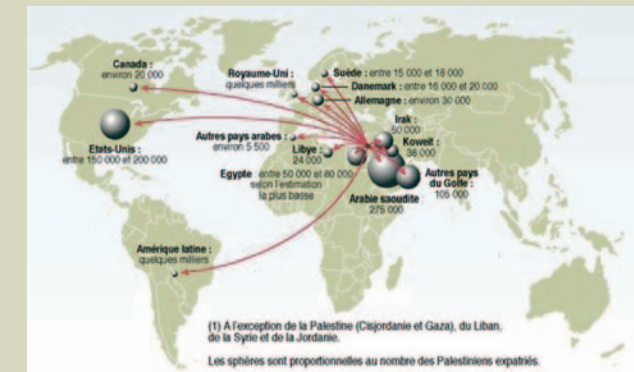 Canada :
environ 20 000
Royaume-Uni :
quelques milliers
Suède : entre 15 000 et 18 000
Danemark : entre 16 000 et 20 000
Allemagne : environ 30 000
Etats-Unis :
entre 150 000 et 200 000
Autres pays arabes :
environ 5 500
Libye :
24 000
Irak :
50 000
Koweït :
38 000
Egypte entre 50 000 et 80 000
selon l'estimation
la plus basse
Arabie saoudite :
275 000
Autres pays
du Golfe :
105 000
Amérique latine :
quelques milliers
(1) A l'exception de la Palestine (Cisjordanie et Gaza), du Liban,
de la Syrie et de la Jordanie.
Les sphères sont proportionnelles au nombre des Palestiniens expatriés.